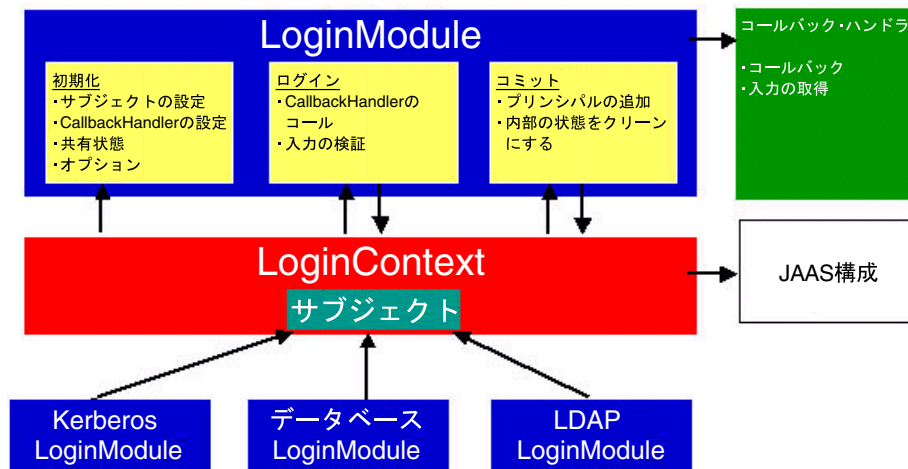 LoginModule
初期化
・サブジェクトの設定
・CallbackHandlerの設定
・共有状態
・オプション
ログイン
・CallbackHandlerの
コール
・入力の検証
コミット
・プリンシパルの追加
・内部の状態をクリーン
にする
コールバック・ハンドラ
・コールバック
・入力の取得
LoginContext
サブジェクト
JAAS構成
Kerberos
LoginModule
データベース
LoginModule
LDAP
LoginModule